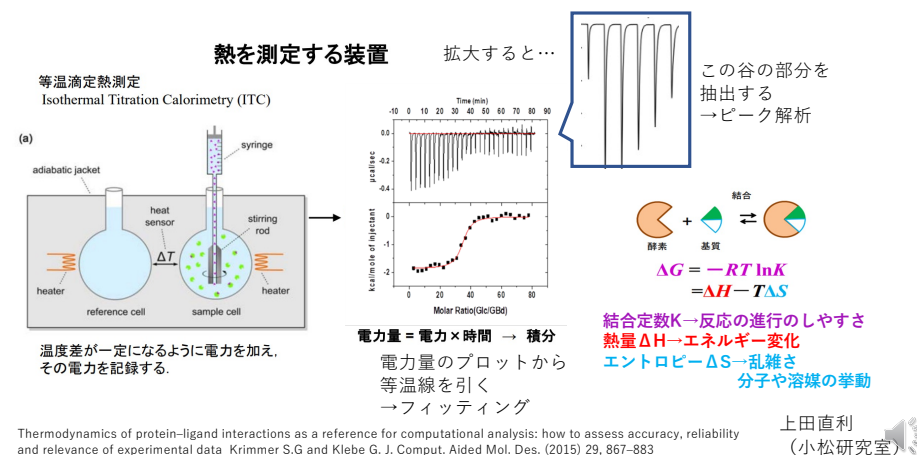 熱を測定する装置
等温滴定熱測定
Isothermal Titration Calorimetry (ITC)
(a)
adiabatic jacket
syringe
heat
sensor
stirring
rod
ΔT
heater
heater
reference cell
sample cell
温度差が一定になるように電力を加え,
その電力を記録する.
拡大すると…
この谷の部分を
抽出する
→ピーク解析
Time (min)
-10 0 10 20 30 40 50 60 70 80 90
0.0
-0.2
-0.4
µcal/sec
0
-1
-2
kcal/mole of injectant
0 20 40 60 80
Molar Ratio(Glc/GBd)
電力量 = 電力×時間 → 積分
電力量のプロットから
等温線を引く
→フィッティング
結合
+
酵素 基質
ΔG = −RT lnK
=ΔH−TΔS
結合定数K→反応の進行のしやすさ
熱量ΔH→エネルギー変化
エントロピーΔS→乱雑さ
分子や溶媒の挙動
Thermodynamics of protein–ligand interactions as a reference for computational analysis: how to assess accuracy, reliability
and relevance of experimental data Krimmer S.G and Klebe G. J. Comput. Aided Mol. Des. (2015) 29, 867–883
上田直利
（小松研究室）